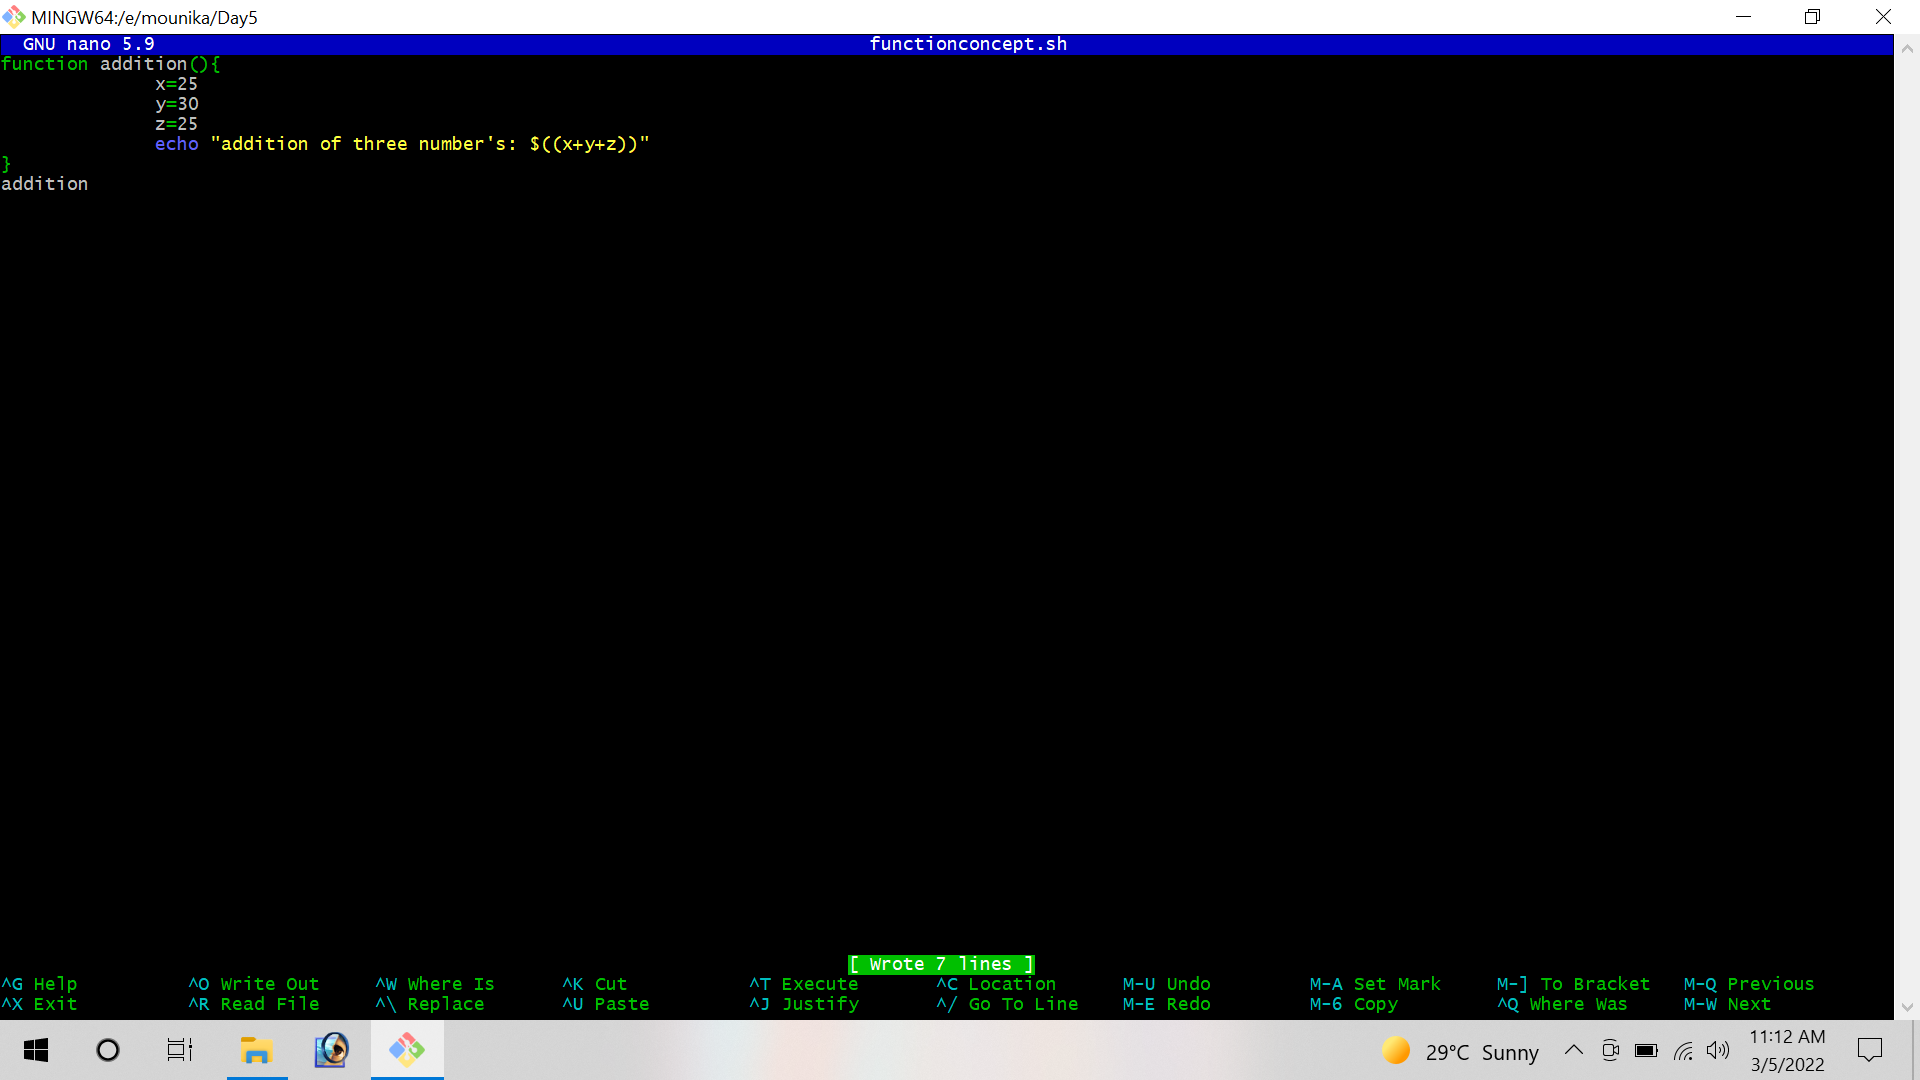 MINGW64:/e/mounika/Day5
GNU nano 5.9 functionconcept.sh
function addition(){
x=25
y=30
z=25
echo "addition of three number's: $((x+y+z))"
}
addition
[ Wrote 7 lines ]
^G Help ^O Write Out ^W Where Is ^K Cut ^T Execute ^C Location M-U Undo M-A Set Mark M-] To Bracket M-Q Previous
^X Exit ^R Read File ^\ Replace ^U Paste ^J Justify ^/ Go To Line M-E Redo M-6 Copy ^Q Where Was M-W Next
29°C Sunny
11:12 AM
3/5/2022